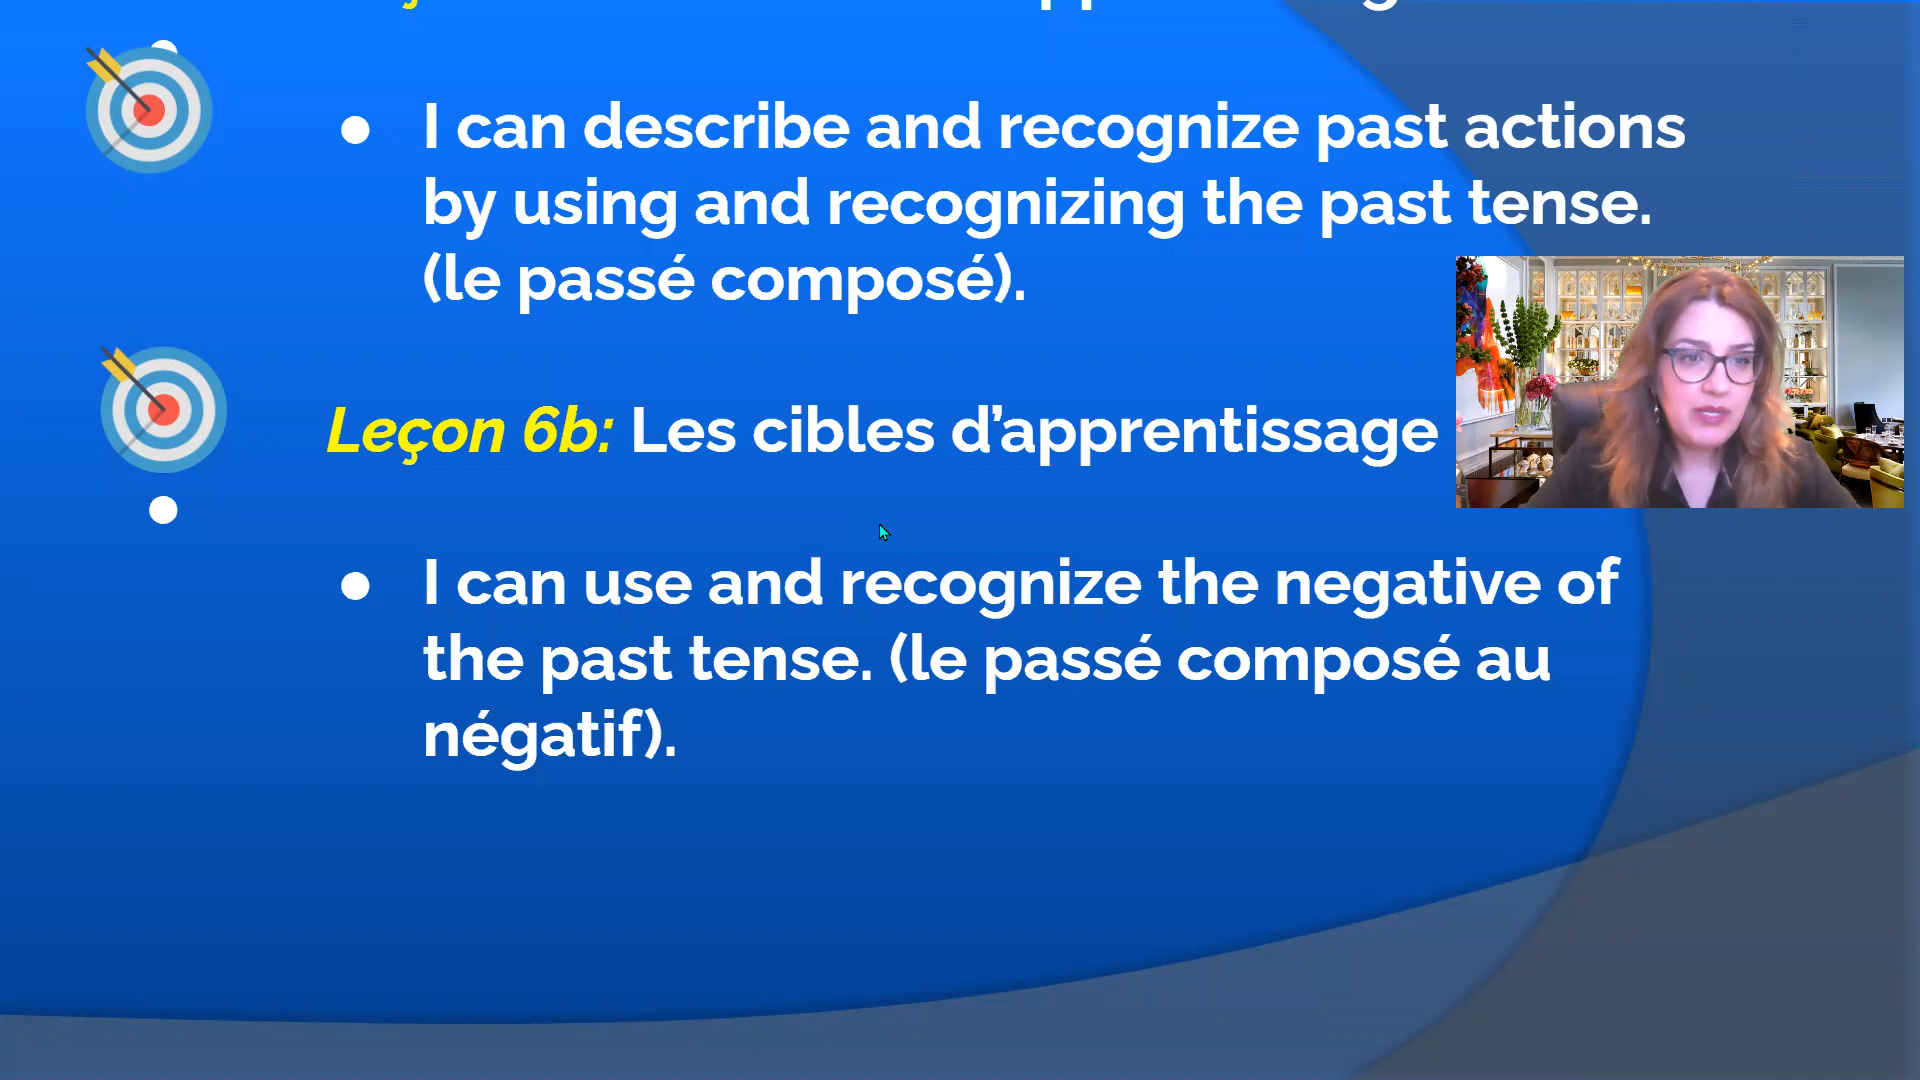 ● I can describe and recognize past actions
by using and recognizing the past tense.
(le passé composé).
Leçon 6b: Les cibles d’apprentissage
● I can use and recognize the negative of
the past tense. (le passé composé au
négatif).